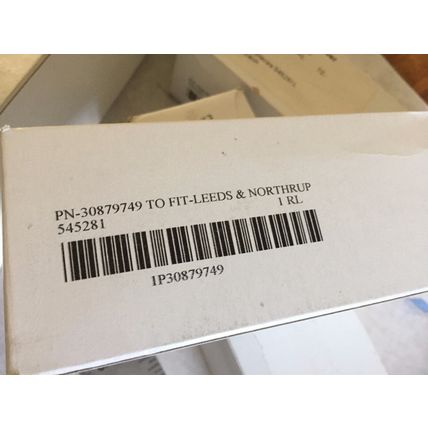 PN-30879749 TO FIT-LEEDS & NORTHRUP
545281 1 RL
1P30879749